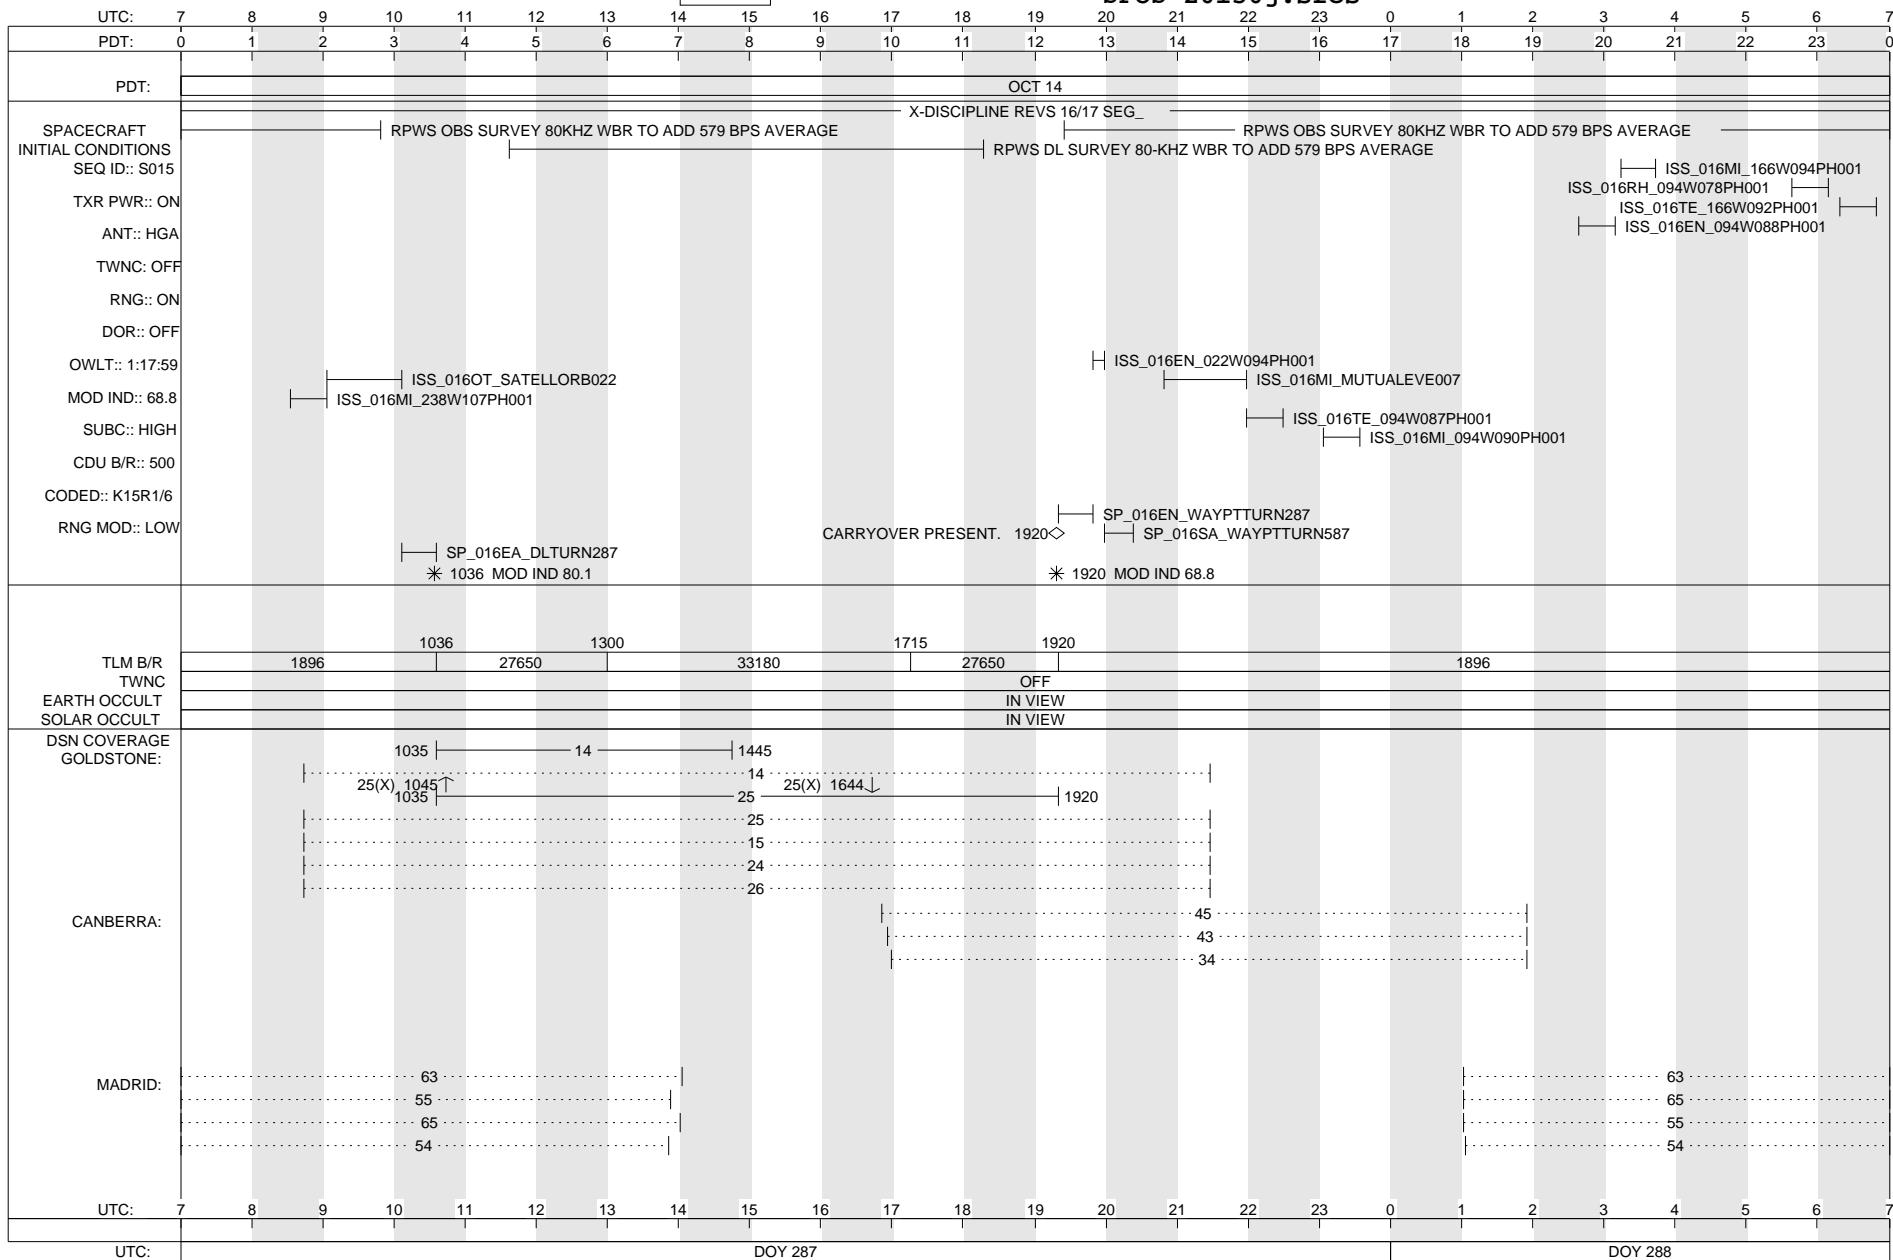 UTC: 7 8 9 10 11 12 13 14 15 16 17 18 19 20 21 22 23 0 1 2 3 4 5 6 7
PDT: 0 1 2 3 4 5 6 7 8 9 10 11 12 13 14 15 16 17 18 19 20 21 22 23 0
PDT: OCT 14
X-DISCIPLINE REVS 16/17 SEG_
SPACECRAFT
INITIAL CONDITIONS
RPWS OBS SURVEY 80KHZ WBR TO ADD 579 BPS AVERAGE
RPWS OBS SURVEY 80KHZ WBR TO ADD 579 BPS AVERAGE
RPWS DL SURVEY 80-KHZ WBR TO ADD 579 BPS AVERAGE
SEQ ID:: S015
ISS_016MI_166W094PH001
ISS_016RH_094W078PH001
TXR PWR:: ON
ISS_016TE_166W092PH001
ANT:: HGA
ISS_016EN_094W088PH001
TWNC: OFF
RNG:: ON
DOR:: OFF
OWLT:: 1:17:59
ISS_016EN_022W094PH001
ISS_016OT_SATELLORB022
ISS_016MI_MUTUALEVE007
MOD IND:: 68.8
ISS_016MI_238W107PH001
ISS_016TE_094W087PH001
SUBC:: HIGH
ISS_016MI_094W090PH001
CDU B/R:: 500
CODED:: K15R1/6
SP_016EN_WAYPTTURN287
RNG MOD:: LOW
CARRYOVER PRESENT. 1920
SP_016SA_WAYPTTURN587
SP_016EA_DLTURN287
1036 MOD IND 80.1
1920 MOD IND 68.8
1036 1300 1715 1920
TLM B/R 1896 27650 33180 27650 1896
TWNC OFF
EARTH OCCULT IN VIEW
SOLAR OCCULT IN VIEW
DSN COVERAGE
GOLDSTONE:
1035 14 1445
14
25(X) 1045 25(X) 1644
1035 25 1920
25
15
24
26
CANBERRA:
45
43
34
MADRID:
63 63
55 65
65 55
54 54
UTC: 7 8 9 10 11 12 13 14 15 16 17 18 19 20 21 22 23 0 1 2 3 4 5 6 7
UTC: DOY 287 DOY 288